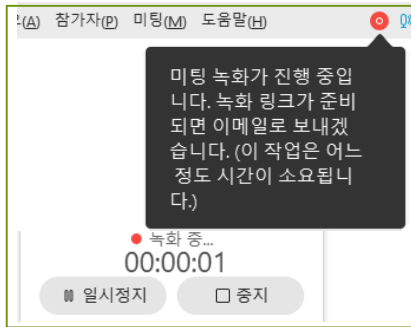 (A) 참가자(P) 미팅(M) 도움말(H)
미팅 녹화가 진행 중입
니다. 녹화 링크가 준비
되면 이메일로 보내겠
습니다. (이 작업은 어느
정도 시간이 소요됩니
다.)
녹화 중...
00:00:01
일시정지 중지